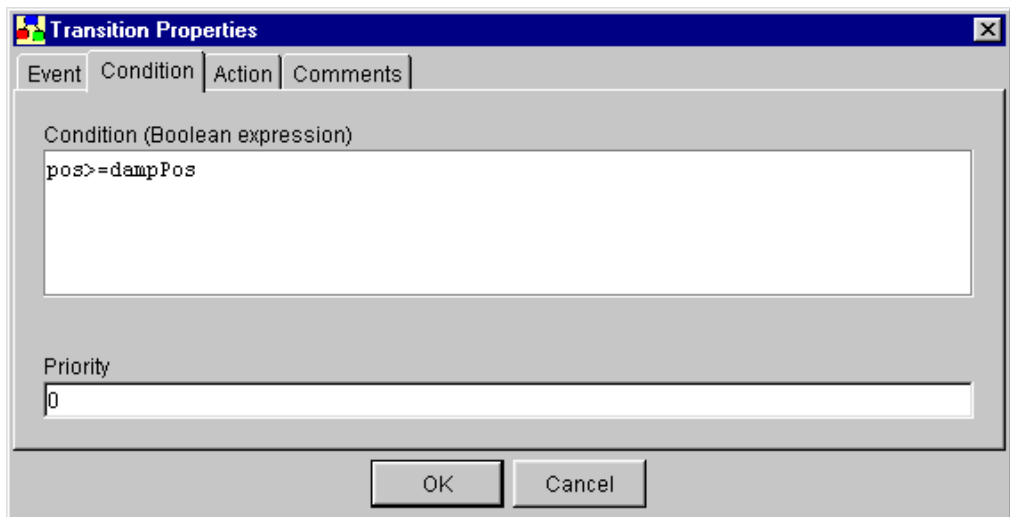 Transition Properties
Event Condition Action Comments
Condition (Boolean expression)
pos>=dampPos
Priority
0
OK Cancel